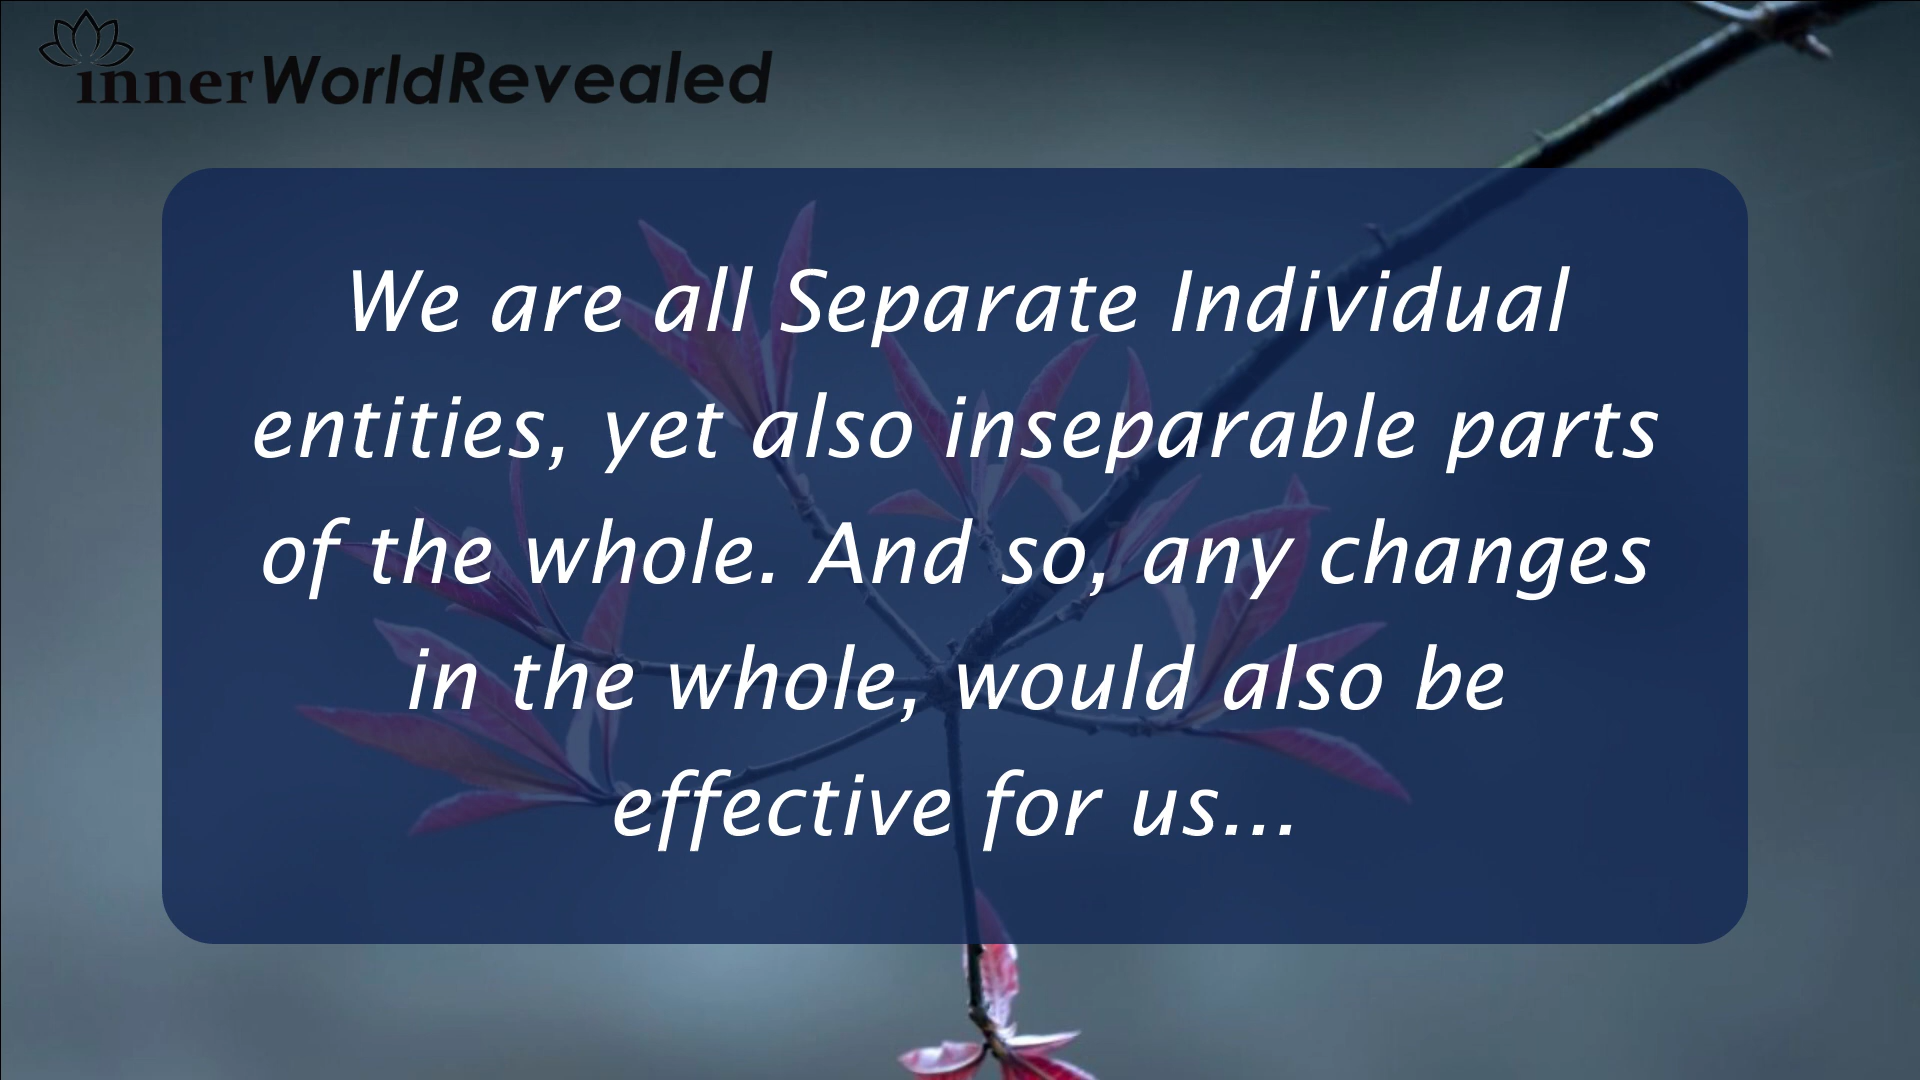 innerWorldRevealed
We are all Separate Individual
entities, yet also inseparable parts
of the whole. And so, any changes
in the whole, would also be
effective for us...